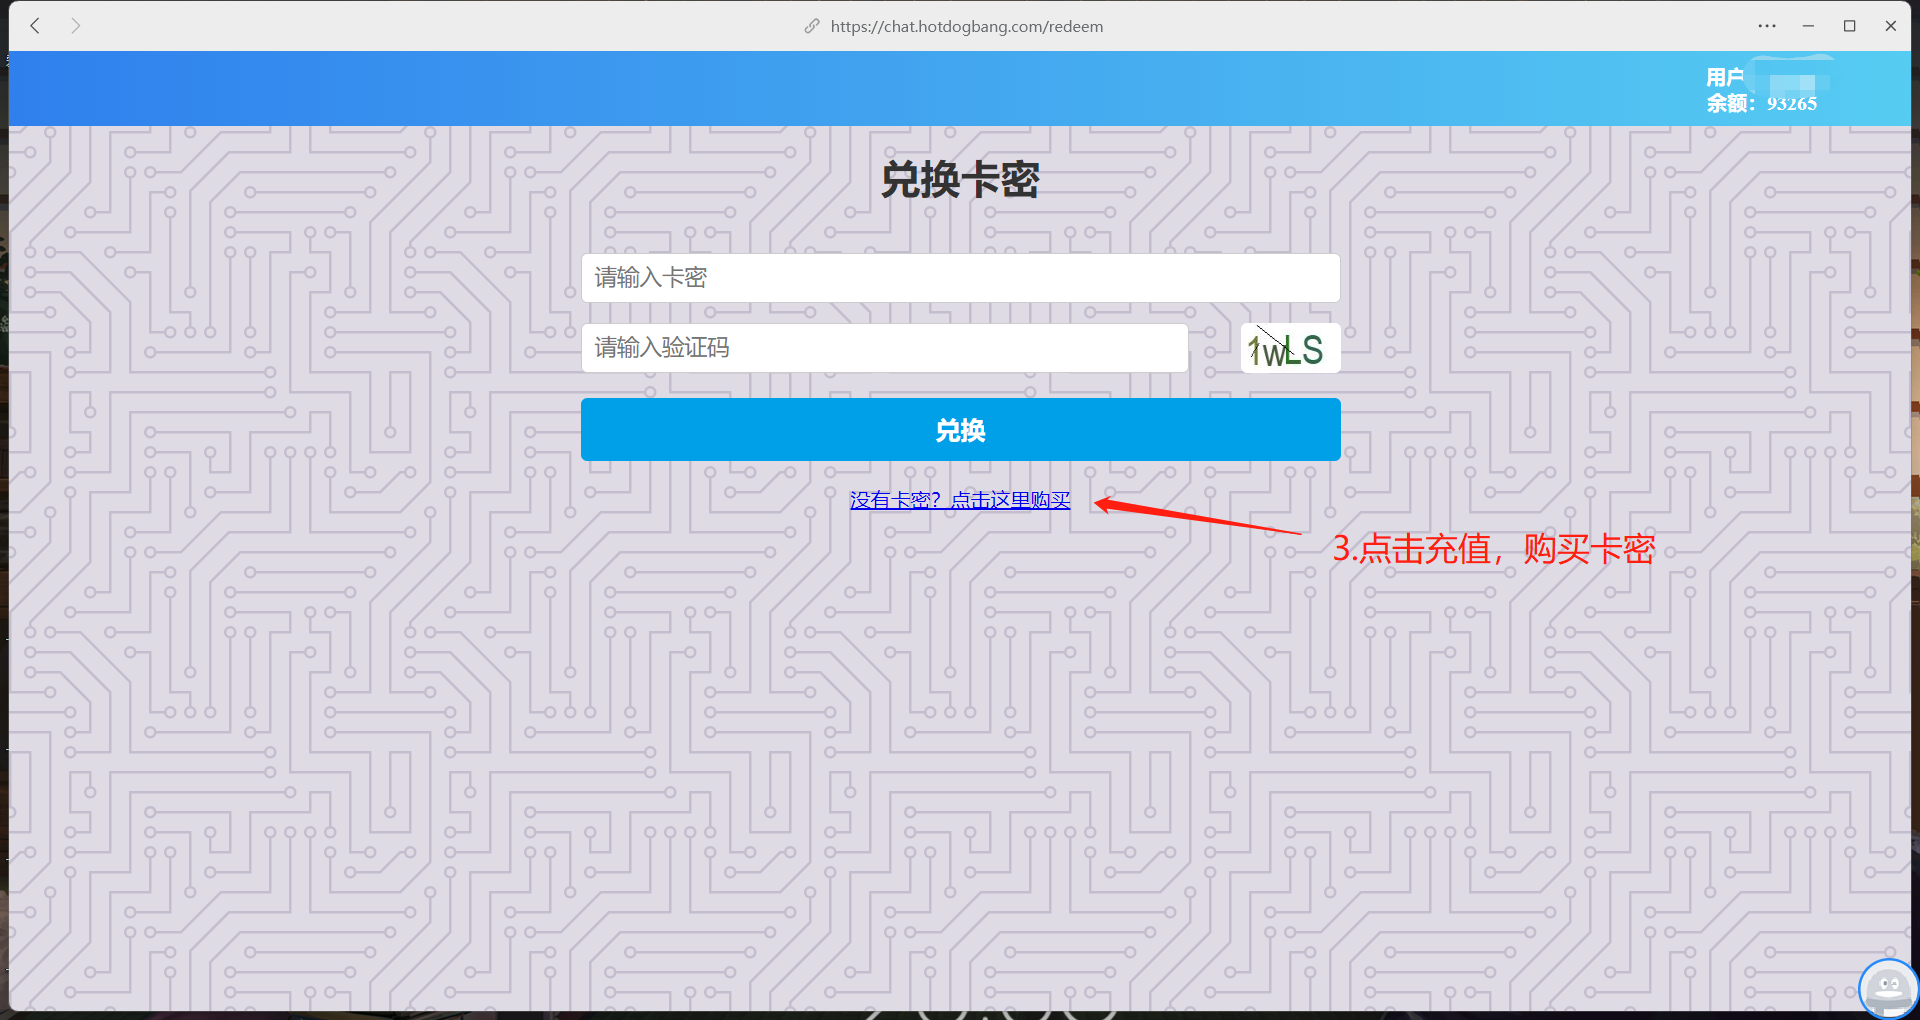 https://chat.hotdogbang.com/redeem
用户
余额：93265
兑换卡密
请输入卡密
请输入验证码
1wLS
兑换
没有卡密？点击这里购买
3.点击充值，购买卡密